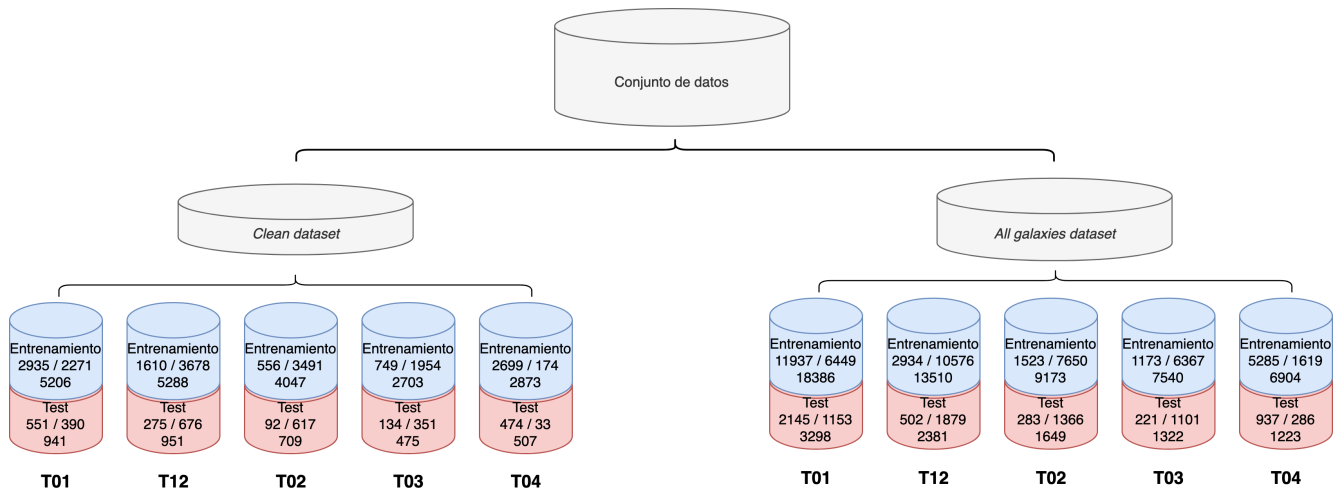 Conjunto de datos
Clean dataset
All galaxies dataset
Entrenamiento
2935 / 2271
5206
Test
551 / 390
941
T01
Entrenamiento
1610 / 3678
5288
Test
275 / 676
951
T12
Entrenamiento
556 / 3491
4047
Test
92 / 617
709
T02
Entrenamiento
749 / 1954
2703
Test
134 / 351
475
T03
Entrenamiento
2699 / 174
2873
Test
474 / 33
507
T04
Entrenamiento
11937 / 6449
18386
Test
2145 / 1153
3298
T01
Entrenamiento
2934 / 10576
13510
Test
502 / 1879
2381
T12
Entrenamiento
1523 / 7650
9173
Test
283 / 1366
1649
T02
Entrenamiento
1173 / 6367
7540
Test
221 / 1101
1322
T03
Entrenamiento
5285 / 1619
6904
Test
937 / 286
1223
T04